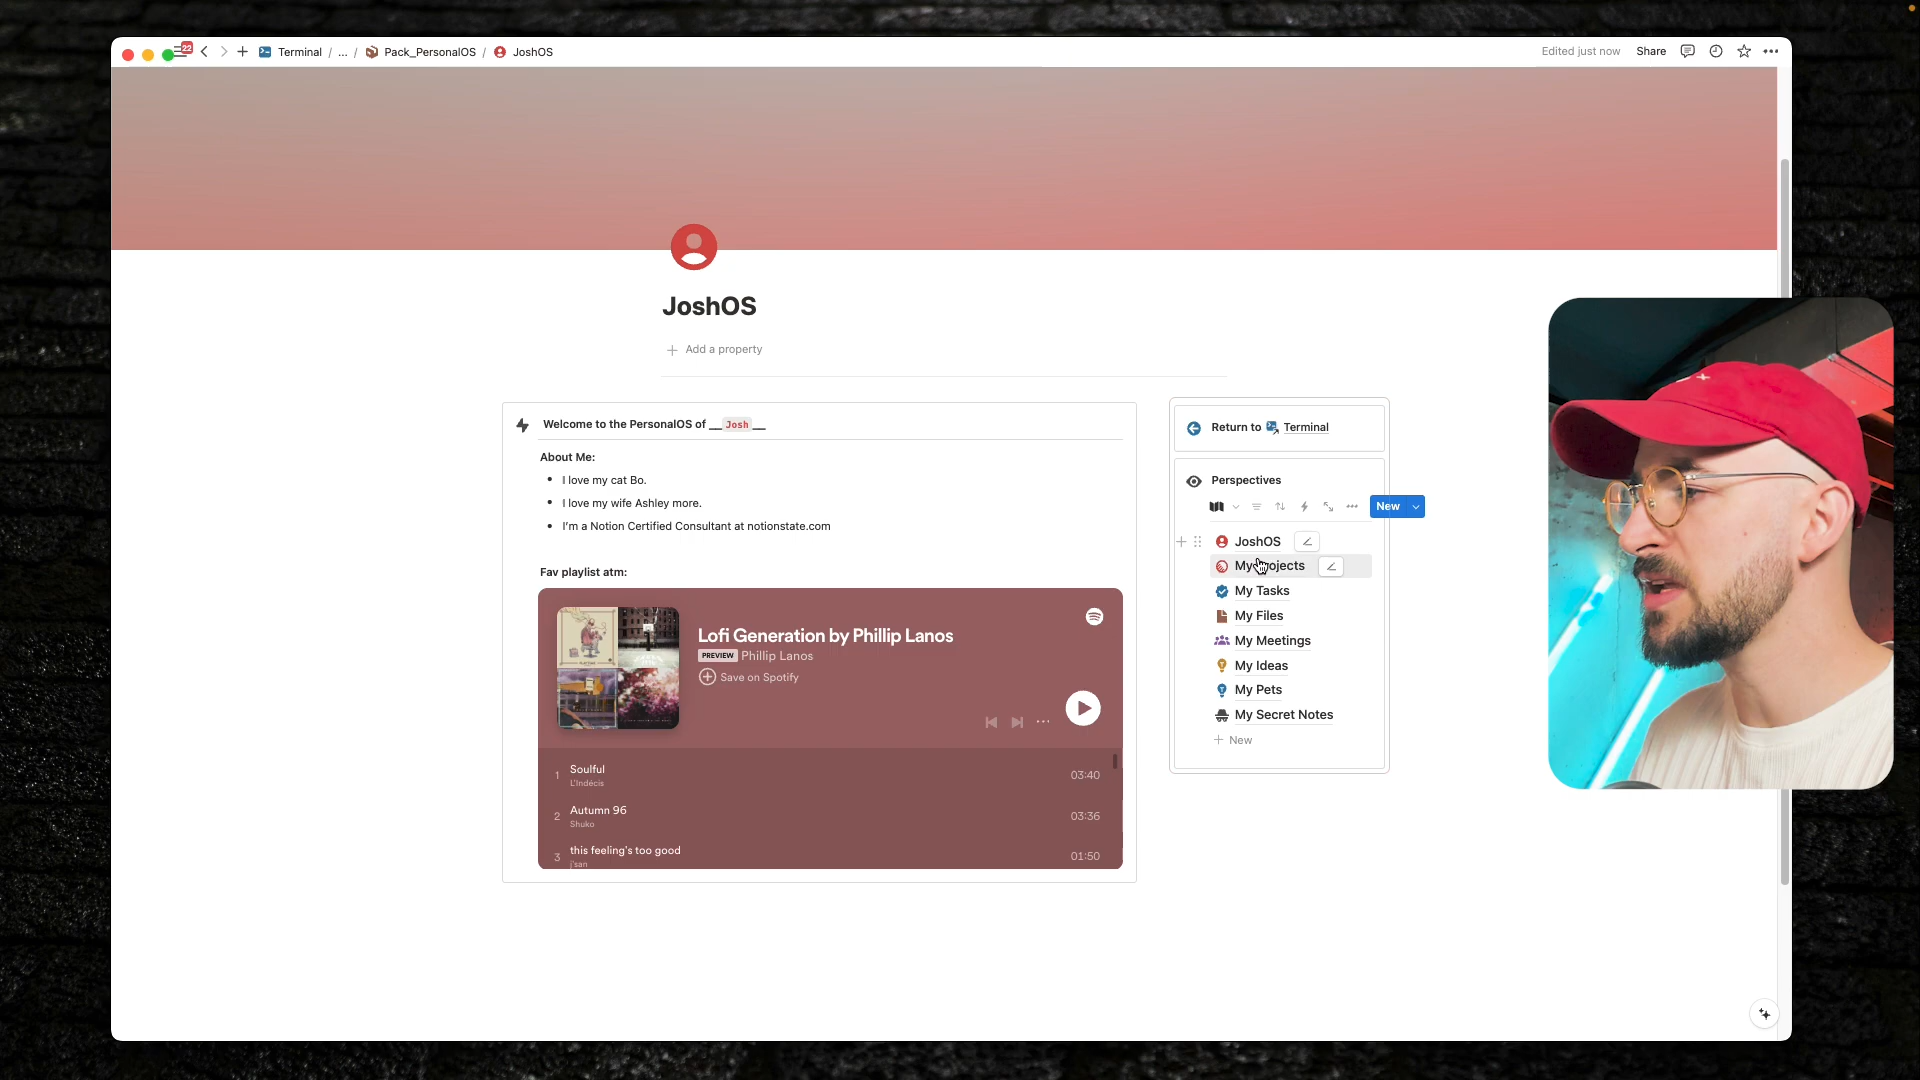 22
Terminal / ... / Pack_PersonalOS / JoshOS
Edited just now Share
JoshOS
Add a property
Welcome to the PersonalOS of __Josh__
About Me:
I love my cat Bo.
I love my wife Ashley more.
I'm a Notion Certified Consultant at notionstate.com
Fav playlist atm:
Lofi Generation by Phillip Lanos
PREVIEW Phillip Lanos
Save on Spotify
1 Soulful 03:40
L'Indécis
2 Autumn 96 03:36
Shuko
3 this feeling's too good 01:50
j'san
Return to Terminal
Perspectives
New
JoshOS
My Projects
My Tasks
My Files
My Meetings
My Ideas
My Pets
My Secret Notes
New